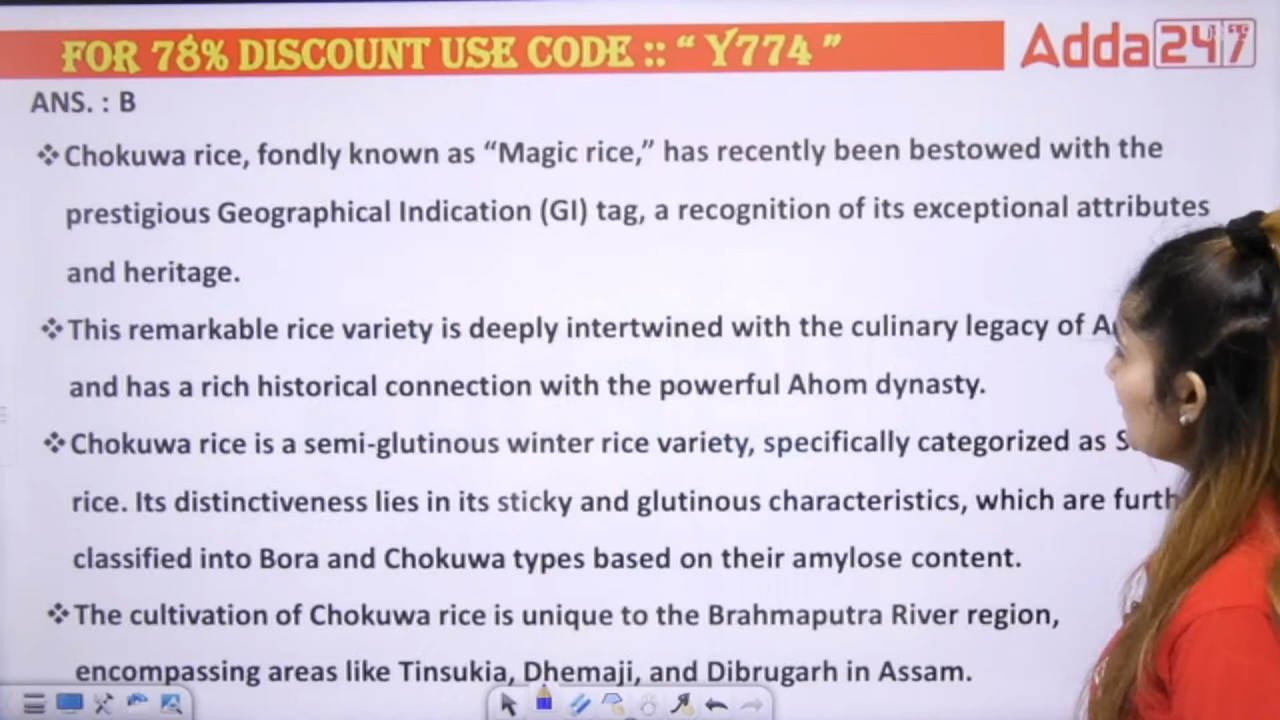 FOR 78% DISCOUNT USE CODE :: “ Y774 ”
Adda 247
ANS. : B
❖Chokuwa rice, fondly known as “Magic rice,” has recently been bestowed with the
prestigious Geographical Indication (GI) tag, a recognition of its exceptional attributes
and heritage.
❖This remarkable rice variety is deeply intertwined with the culinary legacy of
and has a rich historical connection with the powerful Ahom dynasty.
❖Chokuwa rice is a semi-glutinous winter rice variety, specifically categorized as
rice. Its distinctiveness lies in its sticky and glutinous characteristics, which are
classified into Bora and Chokuwa types based on their amylose content.
❖The cultivation of Chokuwa rice is unique to the Brahmaputra River region,
encompassing areas like Tinsukia, Dhemaji, and Dibrugarh in Assam.